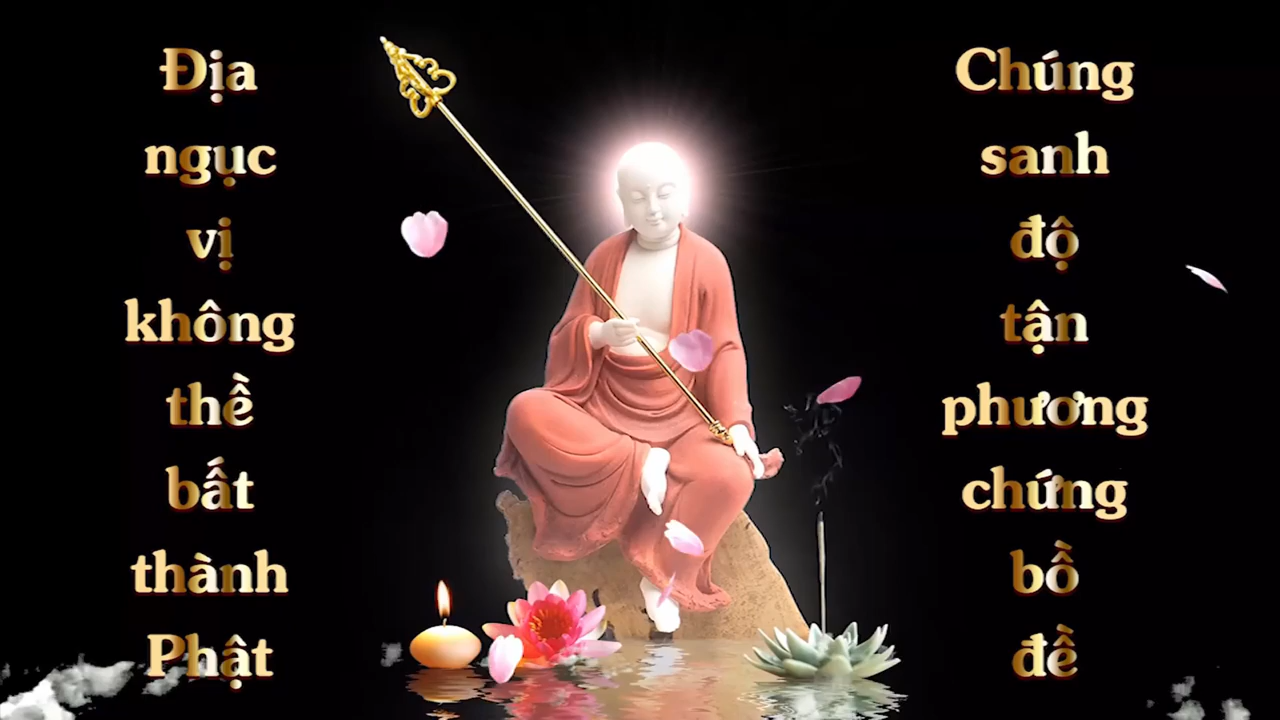 Địa
ngục
vị
không
thề
bất
thành
Phật
Chúng
sanh
độ
tận
phương
chứng
bồ
đề